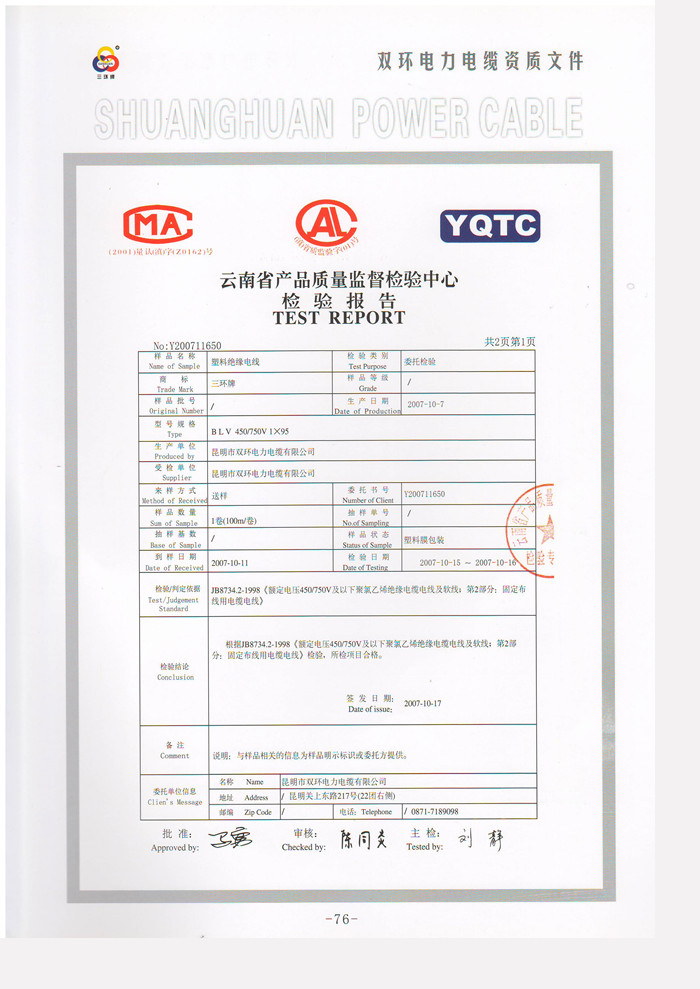 三环牌
双环电力电缆资质文件
SHUANGHUAN POWER CABLE
MA
AL
YQTC
(2001)量认(滇)字(Z0162)号
云南省产品质量监督检验中心
检验报告
TEST REPORT
No:Y200711650 共2页第1页
样品名称 Name of Sample 塑料绝缘电线 检验类别 Test Purpose 委托检验
商标 Trade Mark 三环牌 样品等级 Grade /
样品批号 Original Number / 生产日期 Date of Production 2007-10-7
型号规格 Type BLV 450/750V 1×95
生产单位 Produced by 昆明市双环电力电缆有限公司
受检单位 Supplier 昆明市双环电力电缆有限公司
来样方式 Method of Received 送样 委托书号 Number of Client Y200711650
样品数量 Sum of Sample 1卷(100m/卷) 抽样单号 No.of Sampling /
抽样基数 Base of Sample / 样品状态 Status of Sample 塑料膜包装
到样日期 Date of Received 2007-10-11 检验日期 Date of Testing 2007-10-15 ~ 2007-10-16
检验/判定依据 Test/Judgement Standard
JB8734.2-1998《额定电压450/750V及以下聚氯乙烯绝缘电缆电线及软线: 第2部分: 固定布
线用电缆电线》
检验结论 Conclusion
根据JB8734.2-1998《额定电压450/750V及以下聚氯乙烯绝缘电缆电线及软线: 第2部
分: 固定布线用电缆电线》检验, 所检项目合格。
签发日期: Date of issue: 2007-10-17
备注 Comment 说明: 与样品相关的信息为样品明示标识或委托方提供。
委托单位信息 Clien's Message
名称 Name 昆明市双环电力电缆有限公司
地址 Address / 昆明关上东路217号(22团右侧)
邮编 Zip Code / 电话: Telephone / 0871-7189098
批准: Approved by: 审核: Checked by: 主检: Tested by: 刘静
-76-